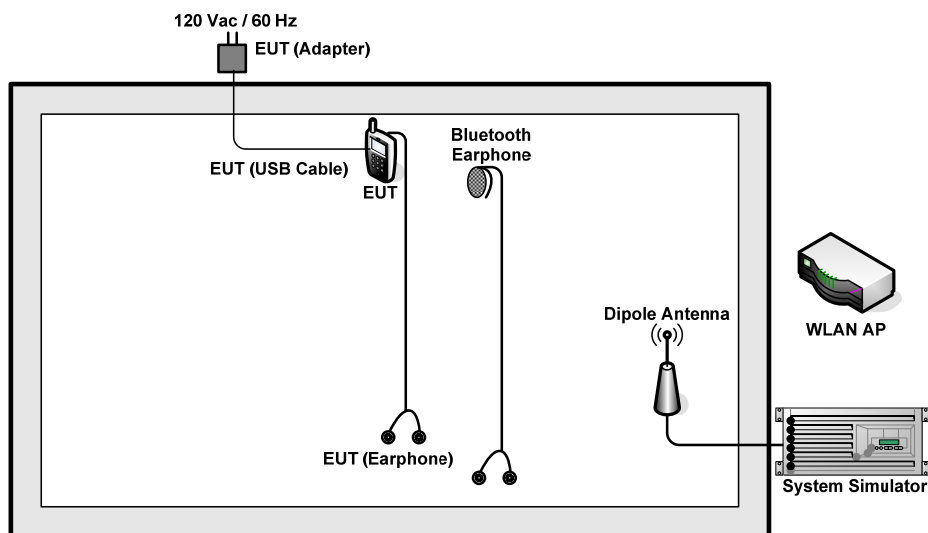 120 Vac / 60 Hz
EUT (Adapter)
EUT (USB Cable)
EUT
Bluetooth
Earphone
Dipole Antenna
WLAN AP
EUT (Earphone)
System Simulator